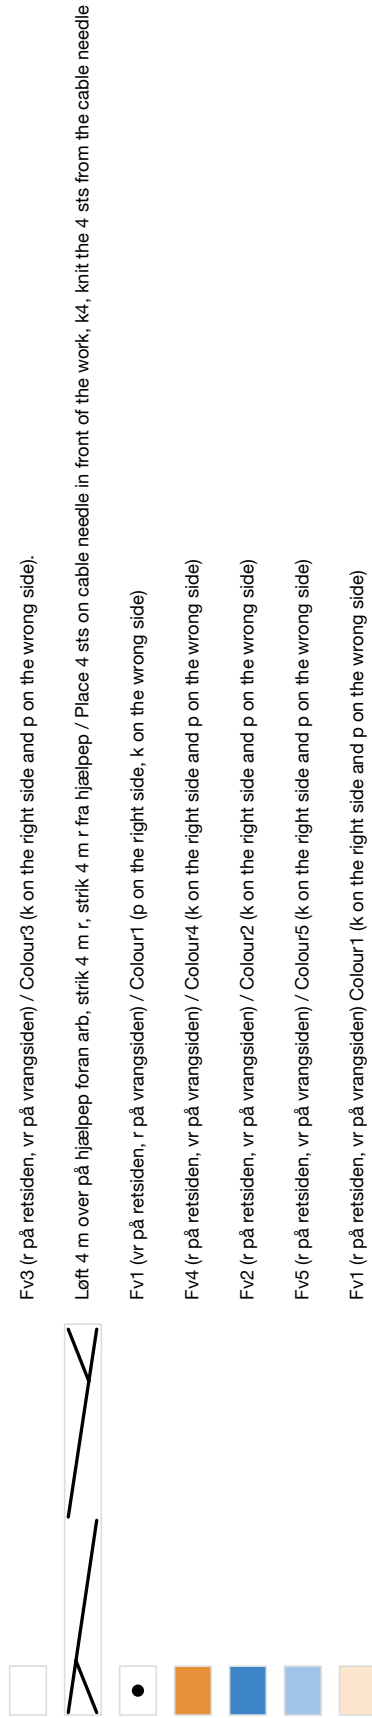 Fv3 (r på retsiden, vr på vrangsiden) / Colour3 (k on the right side and p on the wrong side).
Løft 4 m over på hjælpep foran arb, strik 4 m r, strik 4 m r fra hjælpep / Place 4 sts on cable needle in front of the work, k4, knit the 4 sts from the cable needle
Fv1 (vr på retsiden, r på vrangsiden) / Colour1 (p on the right side, k on the wrong side)
Fv4 (r på retsiden, vr på vrangsiden) / Colour4 (k on the right side and p on the wrong side)
Fv2 (r på retsiden, vr på vrangsiden) / Colour2 (k on the right side and p on the wrong side)
Fv5 (r på retsiden, vr på vrangsiden) / Colour5 (k on the right side and p on the wrong side)
Fv1 (r på retsiden, vr på vrangsiden) Colour1 (k on the right side and p on the wrong side)